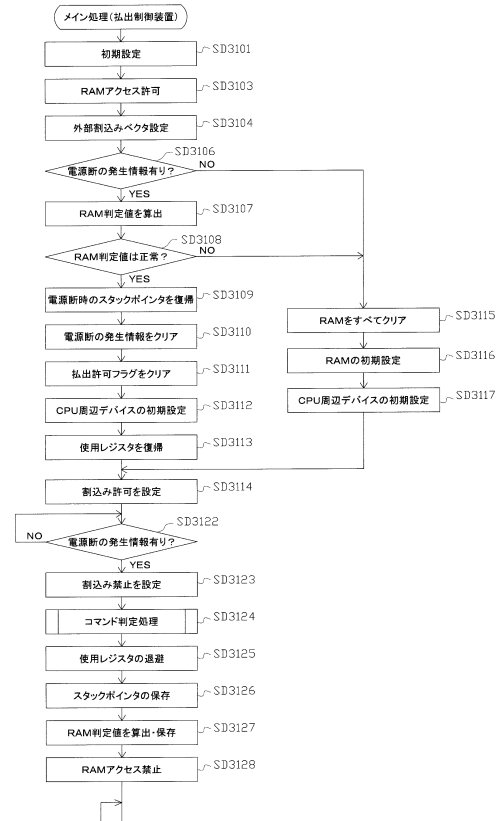 メイン処理(払出制御装置)
初期設定
SD3101
RAMアクセス許可
SD3103
外部割込みベクタ設定
SD3104
SD3106
電源断の発生情報有り?
NO
YES
RAM判定値を算出
SD3107
SD3108
RAM判定値は正常?
NO
YES
電源断時のスタックポインタを復帰
SD3109
電源断の発生情報をクリア
SD3110
払出許可フラグをクリア
SD3111
CPU周辺デバイスの初期設定
SD3112
使用レジスタを復帰
SD3113
RAMをすべてクリア
SD3115
RAMの初期設定
SD3116
CPU周辺デバイスの初期設定
SD3117
割込み許可を設定
SD3114
SD3122
電源断の発生情報有り?
NO
YES
割込み禁止を設定
SD3123
コマンド判定処理
SD3124
使用レジスタの退避
SD3125
スタックポインタの保存
SD3126
RAM判定値を算出・保存
SD3127
RAMアクセス禁止
SD3128